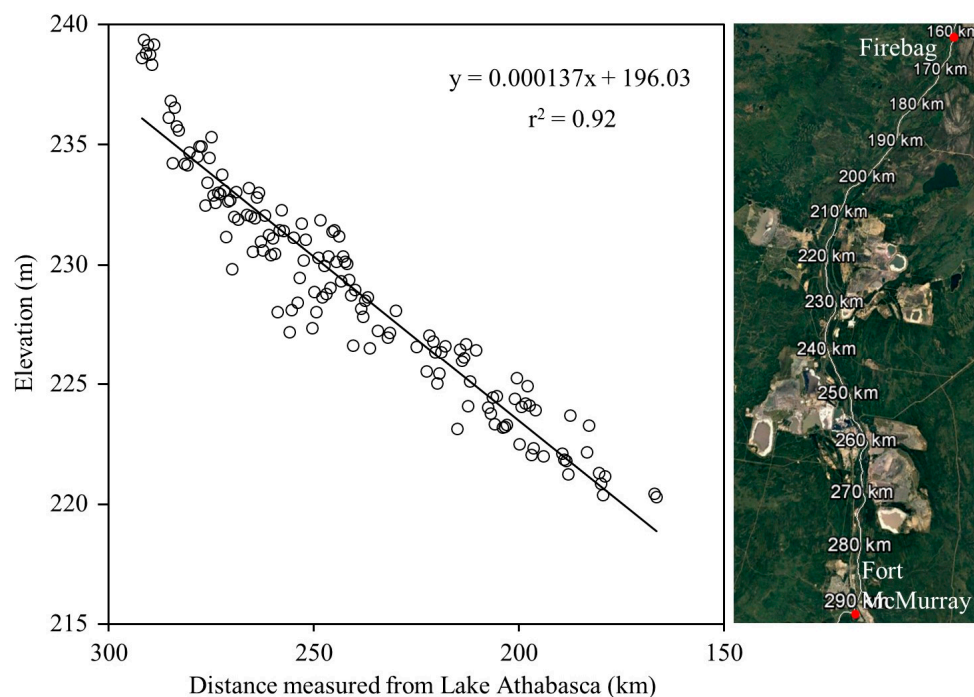 240
235
230
225
220
215
Elevation (m)
y = 0.000137x + 196.03
r² = 0.92
300
250
200
150
Distance measured from Lake Athabasca (km)
160 km
Firebag
170 km
180 km
190 km
200 km
210 km
220 km
230 km
240 km
250 km
260 km
270 km
280 km
Fort
McMurray
290 km